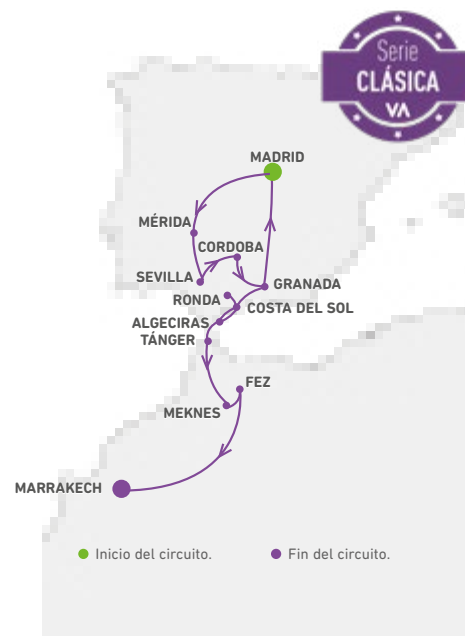 Serie
CLÁSICA
VA
MADRID
MÉRIDA
CORDOBA
SEVILLA
GRANADA
RONDA
COSTA DEL SOL
ALGECIRAS
TÁNGER
FEZ
MEKNES
MARRAKECH
Inicio del circuito.
Fin del circuito.